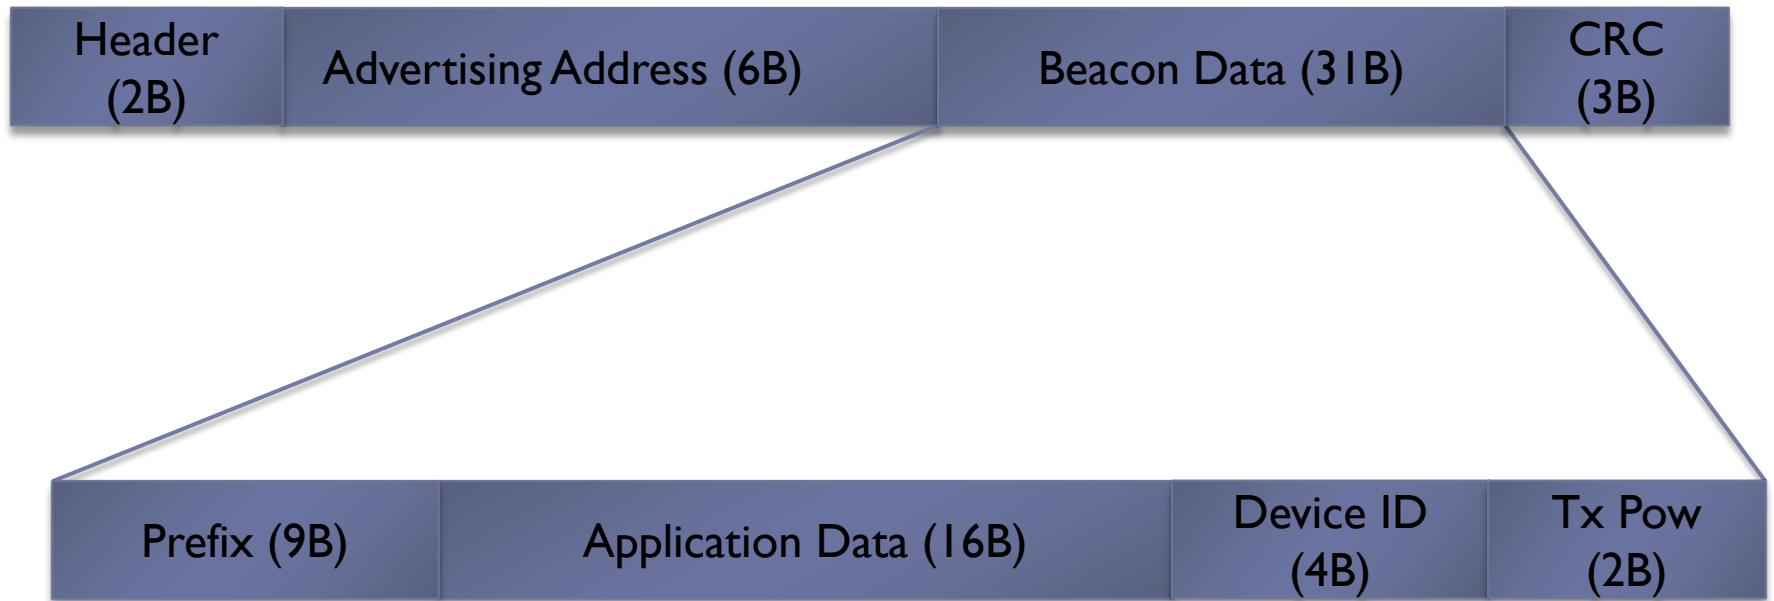 Header
(2B)
Advertising Address (6B)
Beacon Data (31B)
CRC
(3B)
Prefix (9B)
Application Data (16B)
Device ID
(4B)
Tx Pow
(2B)